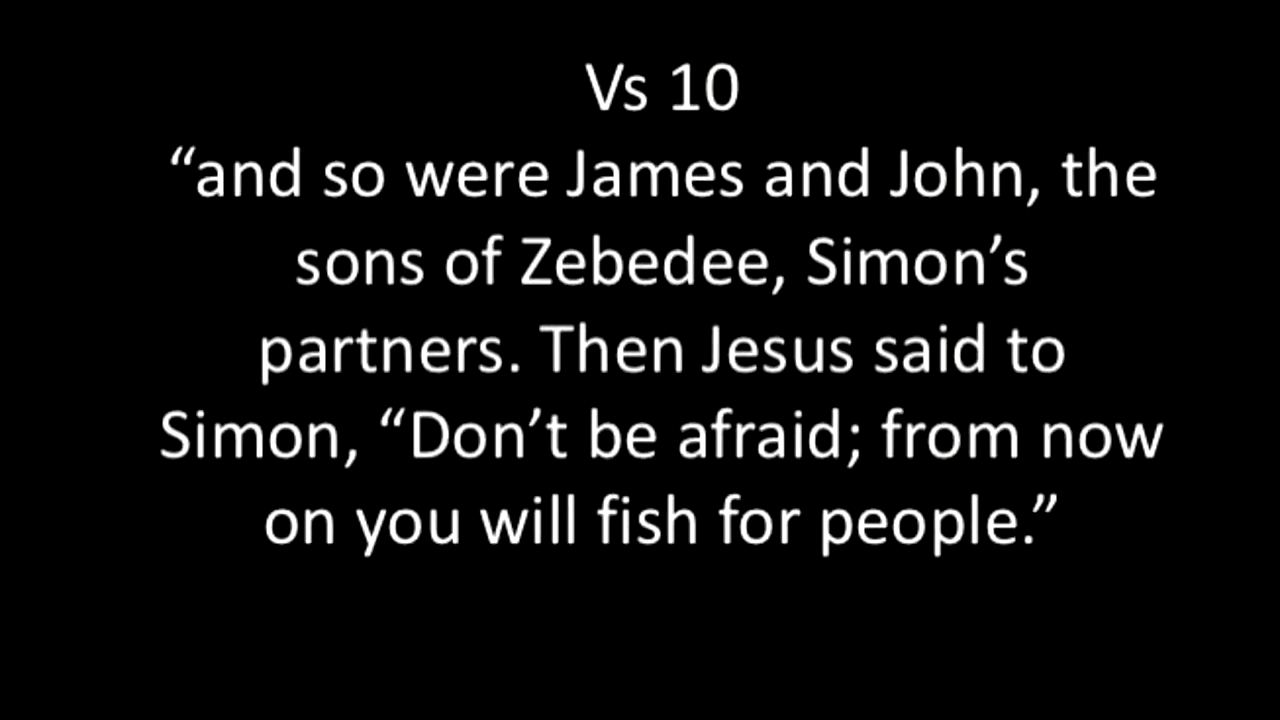 Vs 10
“and so were James and John, the
sons of Zebedee, Simon’s
partners. Then Jesus said to
Simon, “Don’t be afraid; from now
on you will fish for people.”